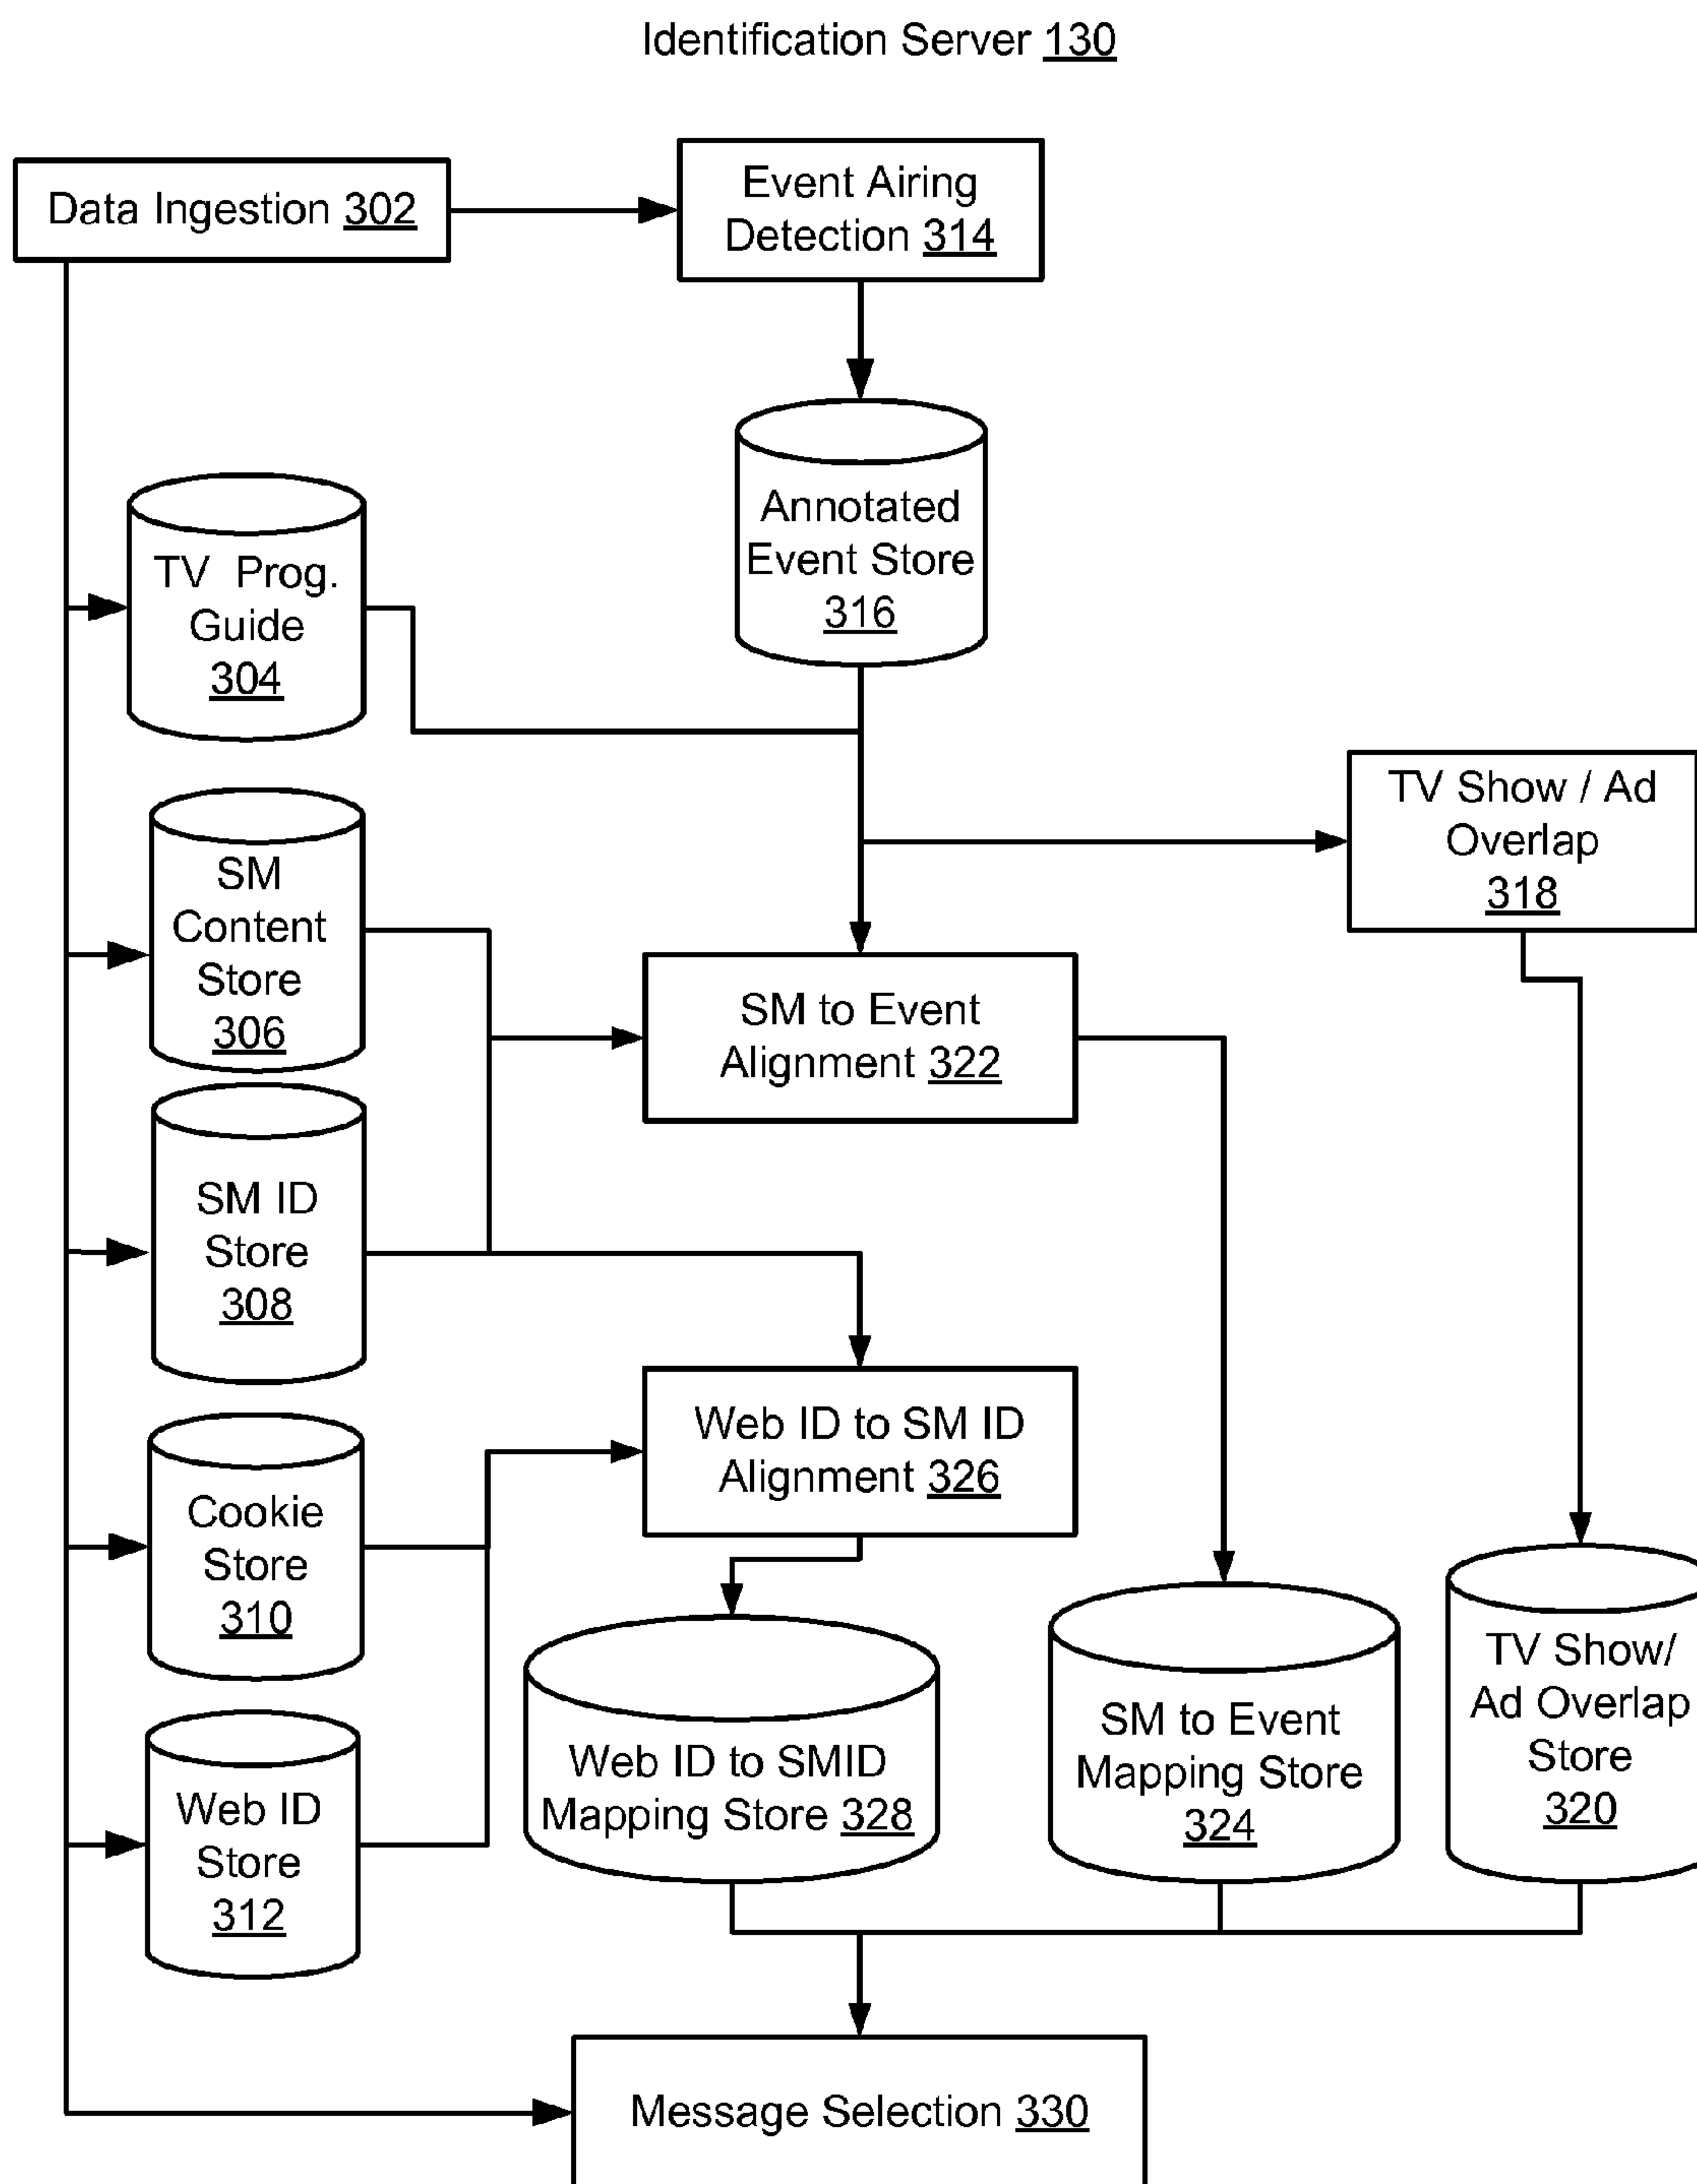 Identification Server 130
Data Ingestion 302
Event Airing
Detection 314
Annotated
Event Store
316
TV Prog.
Guide
304
TV Show / Ad
Overlap
318
SM
Content
Store
306
SM to Event
Alignment 322
SM ID
Store
308
Web ID to SM ID
Alignment 326
Cookie
Store
310
Web ID to SMID
Mapping Store 328
SM to Event
Mapping Store
324
TV Show/
Ad Overlap
Store
320
Web ID
Store
312
Message Selection 330